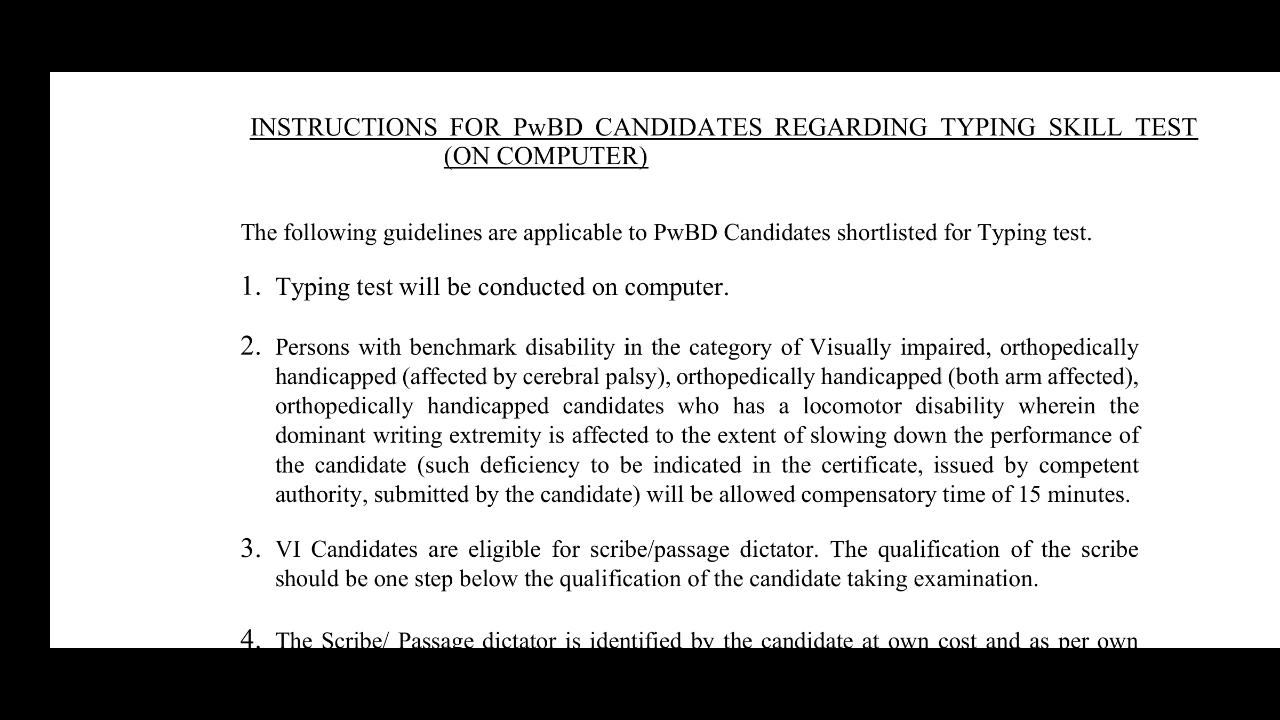 INSTRUCTIONS FOR PwBD CANDIDATES REGARDING TYPING SKILL TEST
(ON COMPUTER)
The following guidelines are applicable to PwBD Candidates shortlisted for Typing test.
1. Typing test will be conducted on computer.
2. Persons with benchmark disability in the category of Visually impaired, orthopedically
handicapped (affected by cerebral palsy), orthopedically handicapped (both arm affected),
orthopedically handicapped candidates who has a locomotor disability wherein the
dominant writing extremity is affected to the extent of slowing down the performance of
the candidate (such deficiency to be indicated in the certificate, issued by competent
authority, submitted by the candidate) will be allowed compensatory time of 15 minutes.
3. VI Candidates are eligible for scribe/passage dictator. The qualification of the scribe
should be one step below the qualification of the candidate taking examination.
4. The Scribe/ Passage dictator is identified by the candidate at own cost and as per own